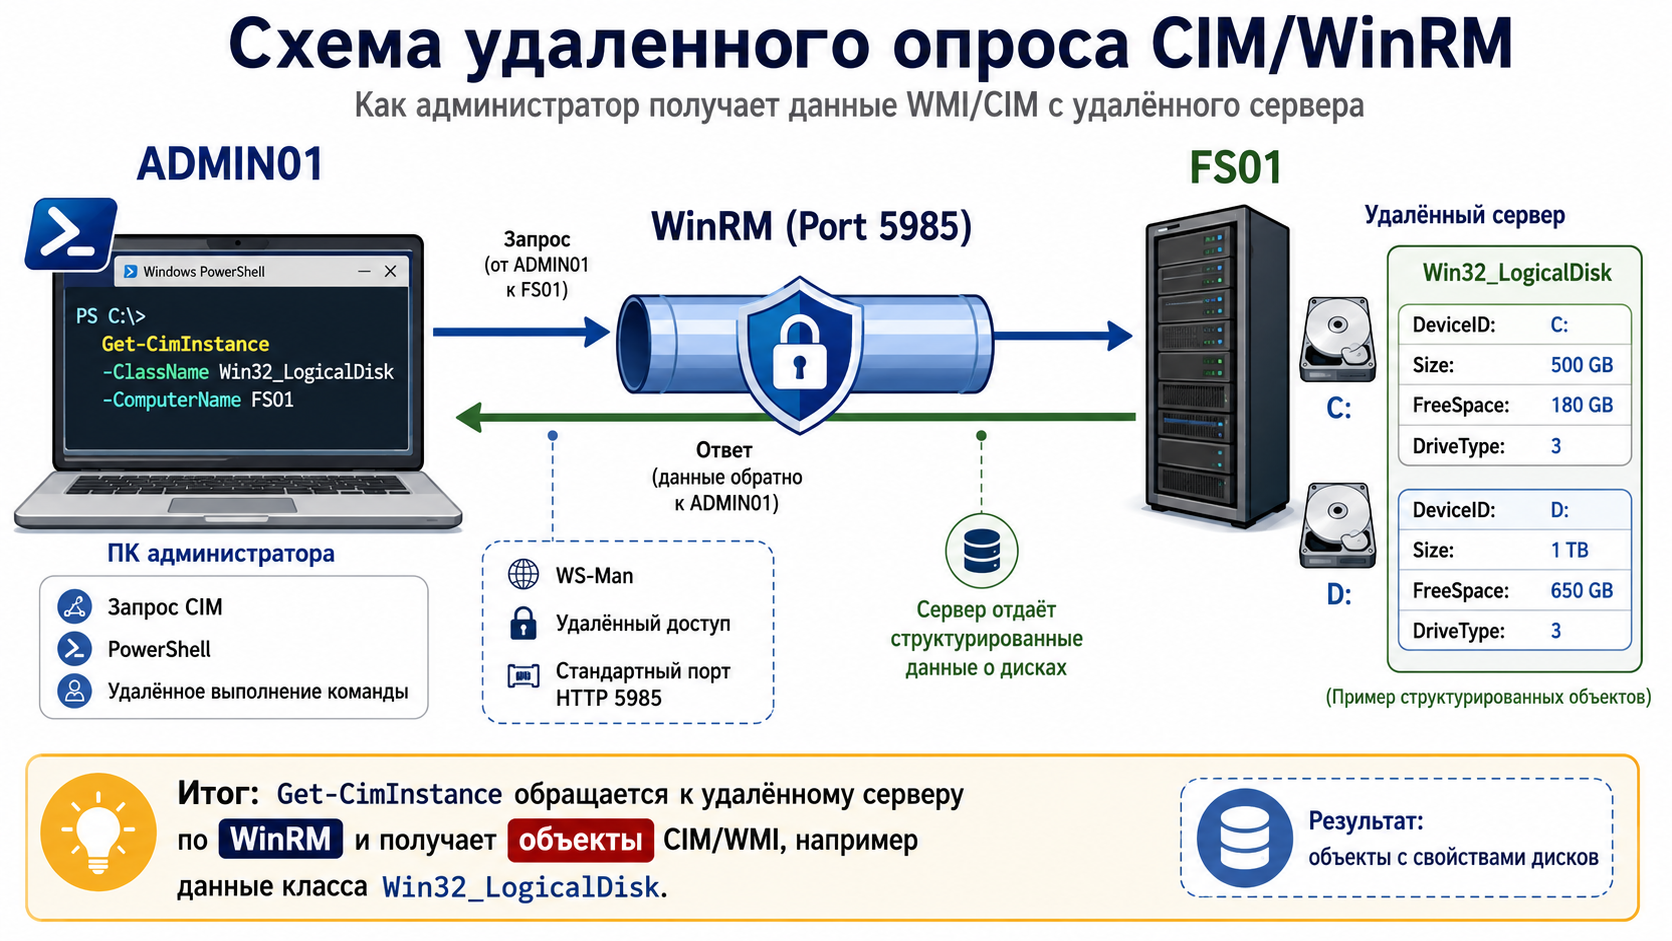 Схема удаленного опроса CIM/WinRM
Как администратор получает данные WMI/CIM с удалённого сервера
ADMIN01
Windows PowerShell
PS C:\>
Get-CimInstance
-ClassName Win32_LogicalDisk
-ComputerName FS01
ПК администратора
Запрос CIM
PowerShell
Удалённое выполнение команды
Запрос
(от ADMIN01
к FS01)
WinRM (Port 5985)
Ответ
(данные обратно
к ADMIN01)
WS-Man
Удалённый доступ
Стандартный порт
HTTP 5985
Сервер отдаёт
структурированные
данные о дисках
FS01
Удалённый сервер
C:
D:
Win32_LogicalDisk
DeviceID: C:
Size: 500 GB
FreeSpace: 180 GB
DriveType: 3
DeviceID: D:
Size: 1 TB
FreeSpace: 650 GB
DriveType: 3
(Пример структурированных объектов)
Итог: Get-CimInstance обращается к удалённому серверу
по WinRM и получает объекты CIM/WMI, например
данные класса Win32_LogicalDisk.
Результат:
объекты с свойствами дисков